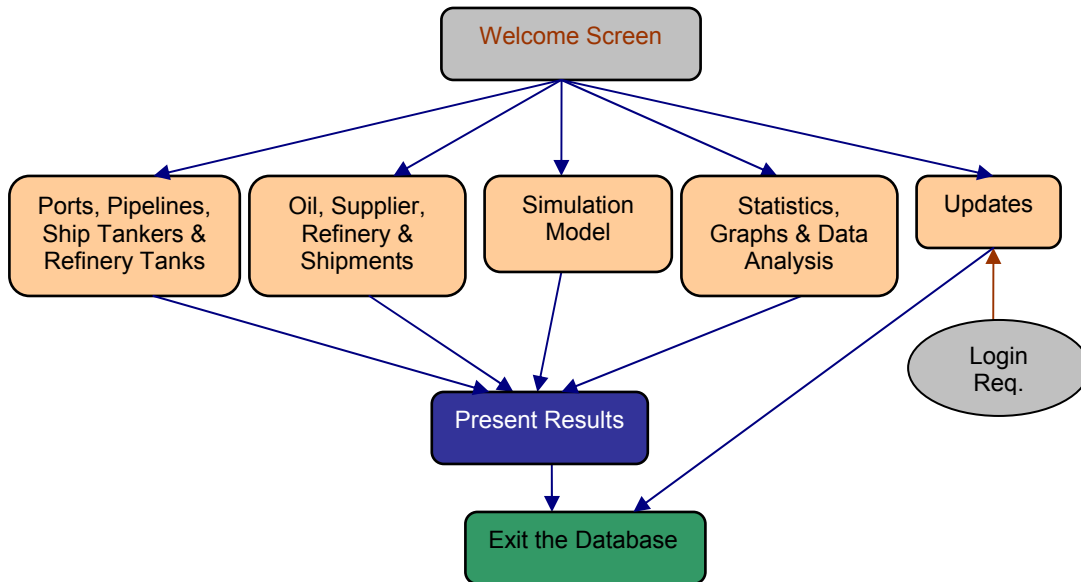 Welcome Screen
Ports, Pipelines,
Ship Tankers &
Refinery Tanks
Oil, Supplier,
Refinery &
Shipments
Simulation
Model
Statistics,
Graphs & Data
Analysis
Updates
Login
Req.
Present Results
Exit the Database